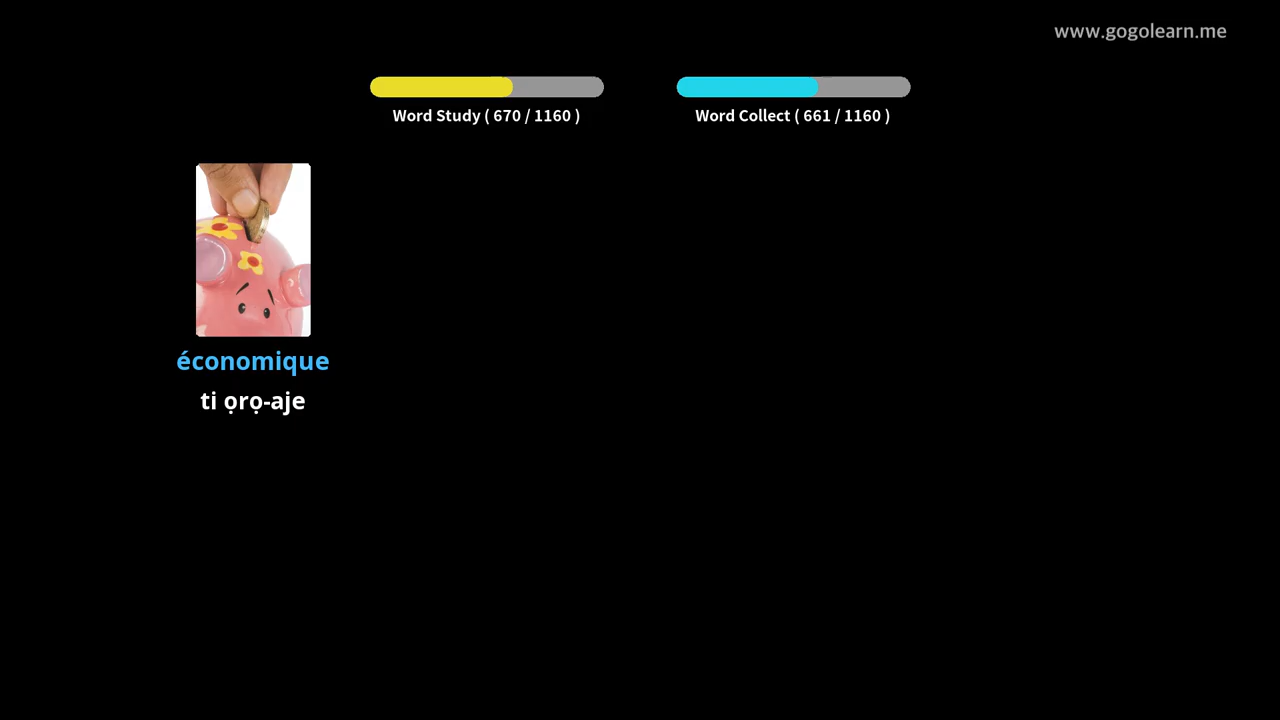 www.gogolearn.me
Word Study ( 670 / 1160 )
Word Collect ( 661 / 1160 )
économique
ti ọrọ-aje